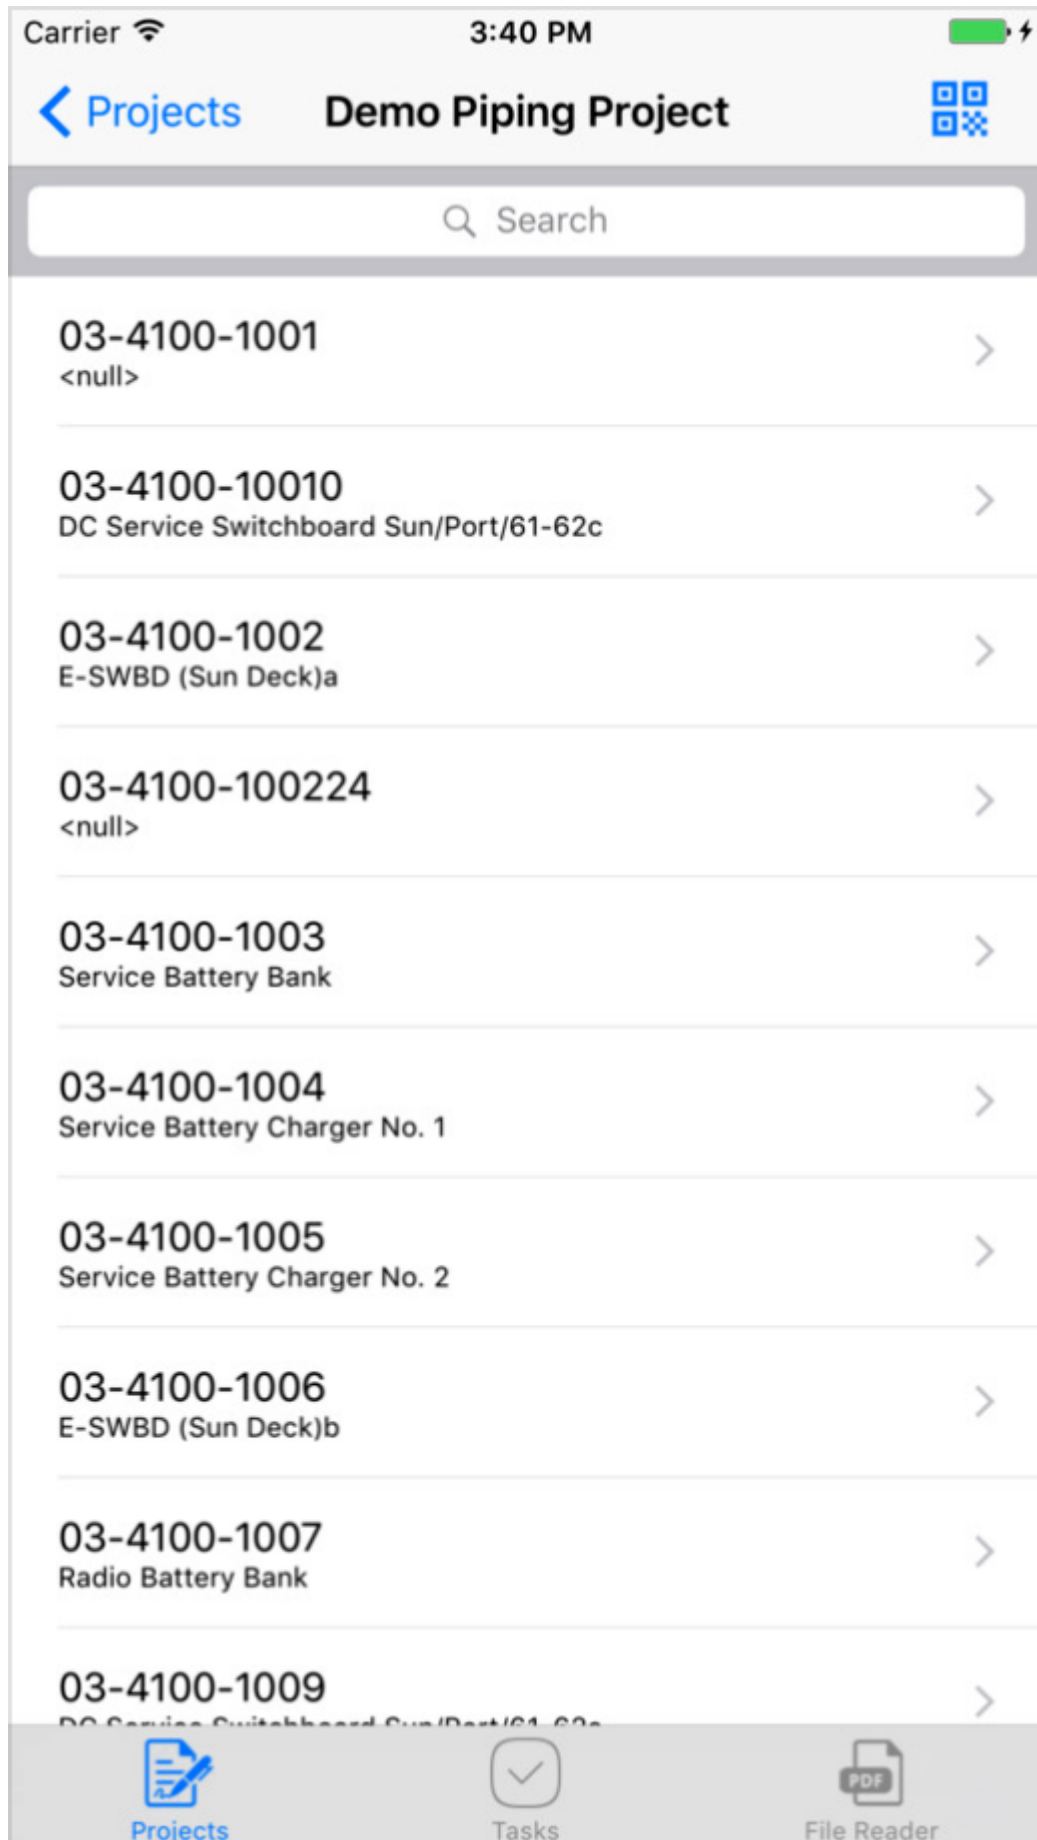 Carrier
3:40 PM
Projects
Demo Piping Project
Search
03-4100-1001
<null>
03-4100-10010
DC Service Switchboard Sun/Port/61-62c
03-4100-1002
E-SWBD (Sun Deck)a
03-4100-100224
<null>
03-4100-1003
Service Battery Bank
03-4100-1004
Service Battery Charger No. 1
03-4100-1005
Service Battery Charger No. 2
03-4100-1006
E-SWBD (Sun Deck)b
03-4100-1007
Radio Battery Bank
03-4100-1009
DC Service Switchboard
PDF
Projects
Tasks
File Reader